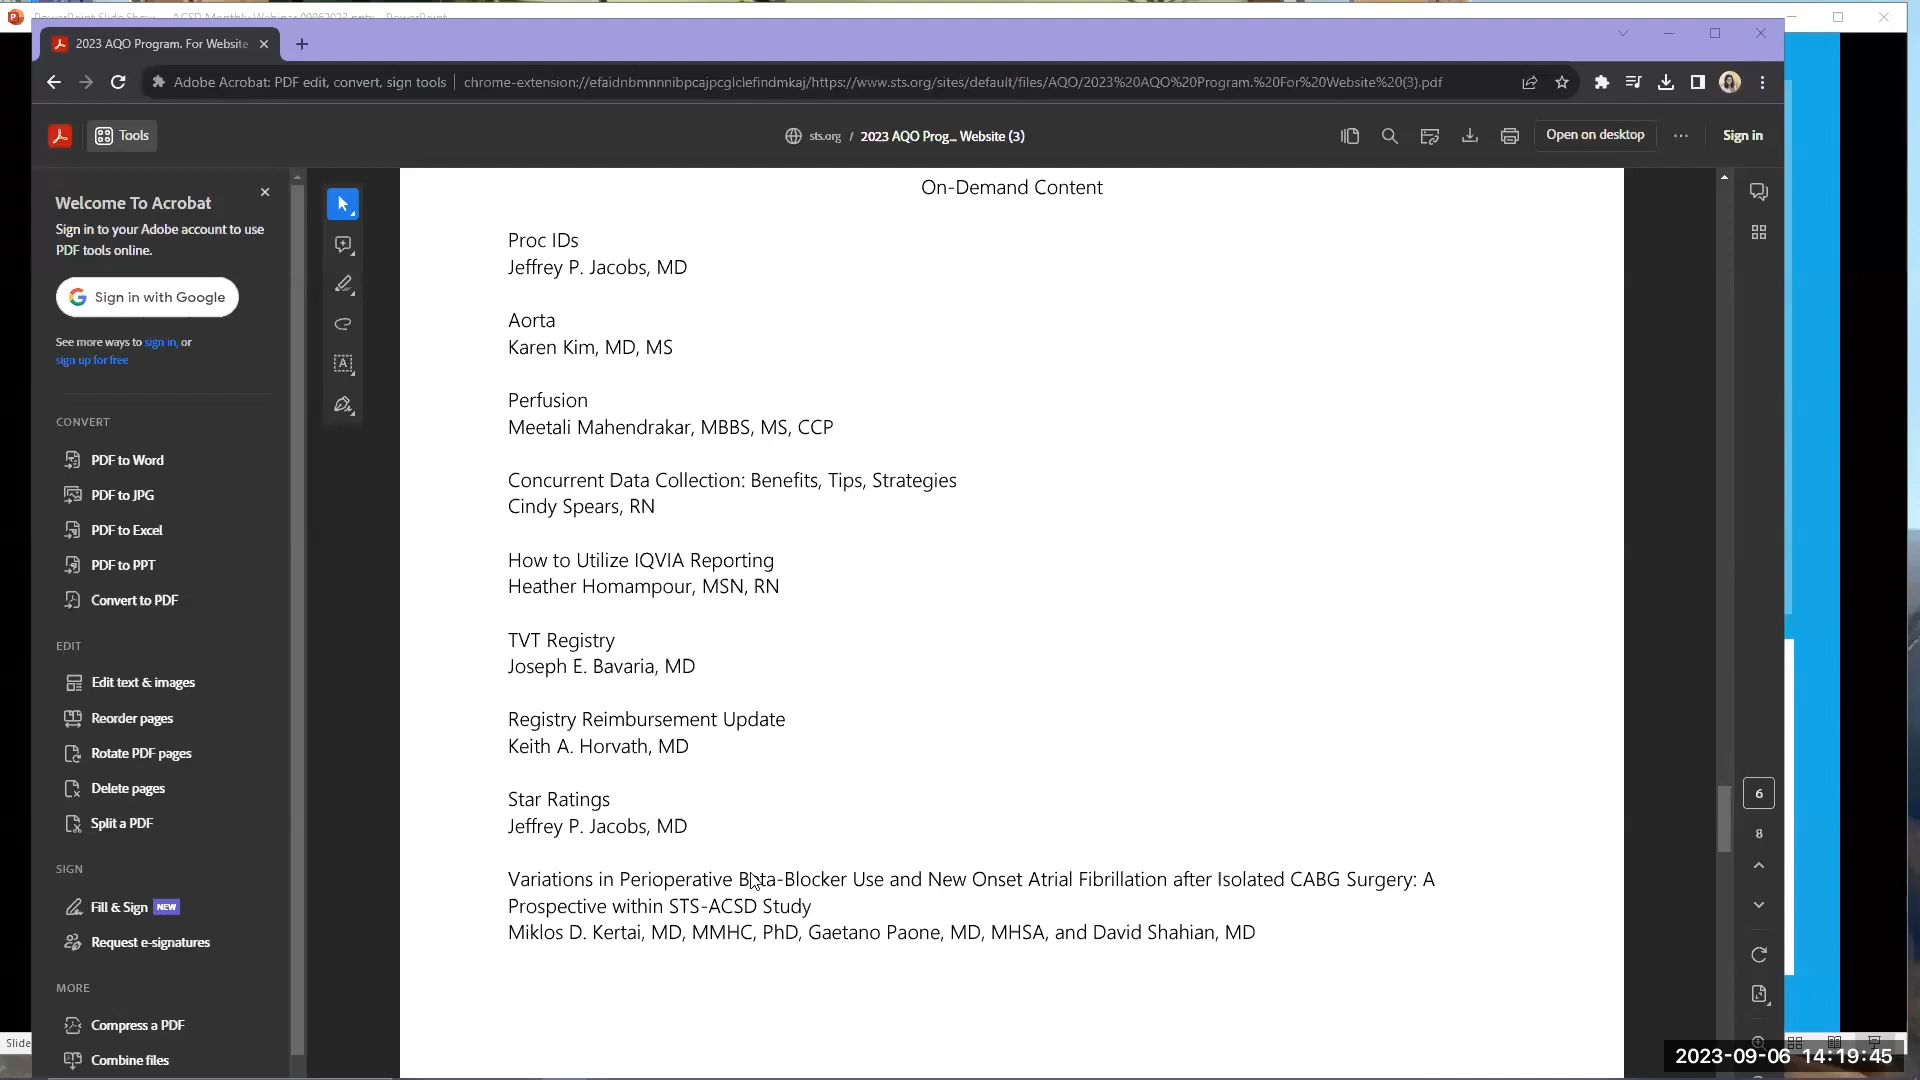 PowerPoint Slide Show - ACSD Monthly Webinar 09062023.pptx - PowerPoint
2023 AQO Program. For Website
Adobe Acrobat: PDF edit, convert, sign tools
chrome-extension://efaidnbmnnnibpcajpcglclefindmkaj/https://www.sts.org/sites/default/files/AQO/2023%20AQO%20Program.%20For%20Website%20(3).pdf
Tools
sts.org / 2023 AQO Prog... Website (3)
Open on desktop
Sign in
Welcome To Acrobat
Sign in to your Adobe account to use
PDF tools online.
Sign in with Google
See more ways to sign in, or
sign up for free
CONVERT
PDF to Word
PDF to JPG
PDF to Excel
PDF to PPT
Convert to PDF
EDIT
Edit text & images
Reorder pages
Rotate PDF pages
Delete pages
Split a PDF
SIGN
Fill & Sign NEW
Request e-signatures
MORE
Compress a PDF
Combine files
On-Demand Content
Proc IDs
Jeffrey P. Jacobs, MD
Aorta
Karen Kim, MD, MS
Perfusion
Meetali Mahendrakar, MBBS, MS, CCP
Concurrent Data Collection: Benefits, Tips, Strategies
Cindy Spears, RN
How to Utilize IQVIA Reporting
Heather Homampour, MSN, RN
TVT Registry
Joseph E. Bavaria, MD
Registry Reimbursement Update
Keith A. Horvath, MD
Star Ratings
Jeffrey P. Jacobs, MD
Variations in Perioperative Beta-Blocker Use and New Onset Atrial Fibrillation after Isolated CABG Surgery: A
Prospective within STS-ACSD Study
Miklos D. Kertai, MD, MMHC, PhD, Gaetano Paone, MD, MHSA, and David Shahian, MD
6
8
Slide
2023-09-06 14:19:45